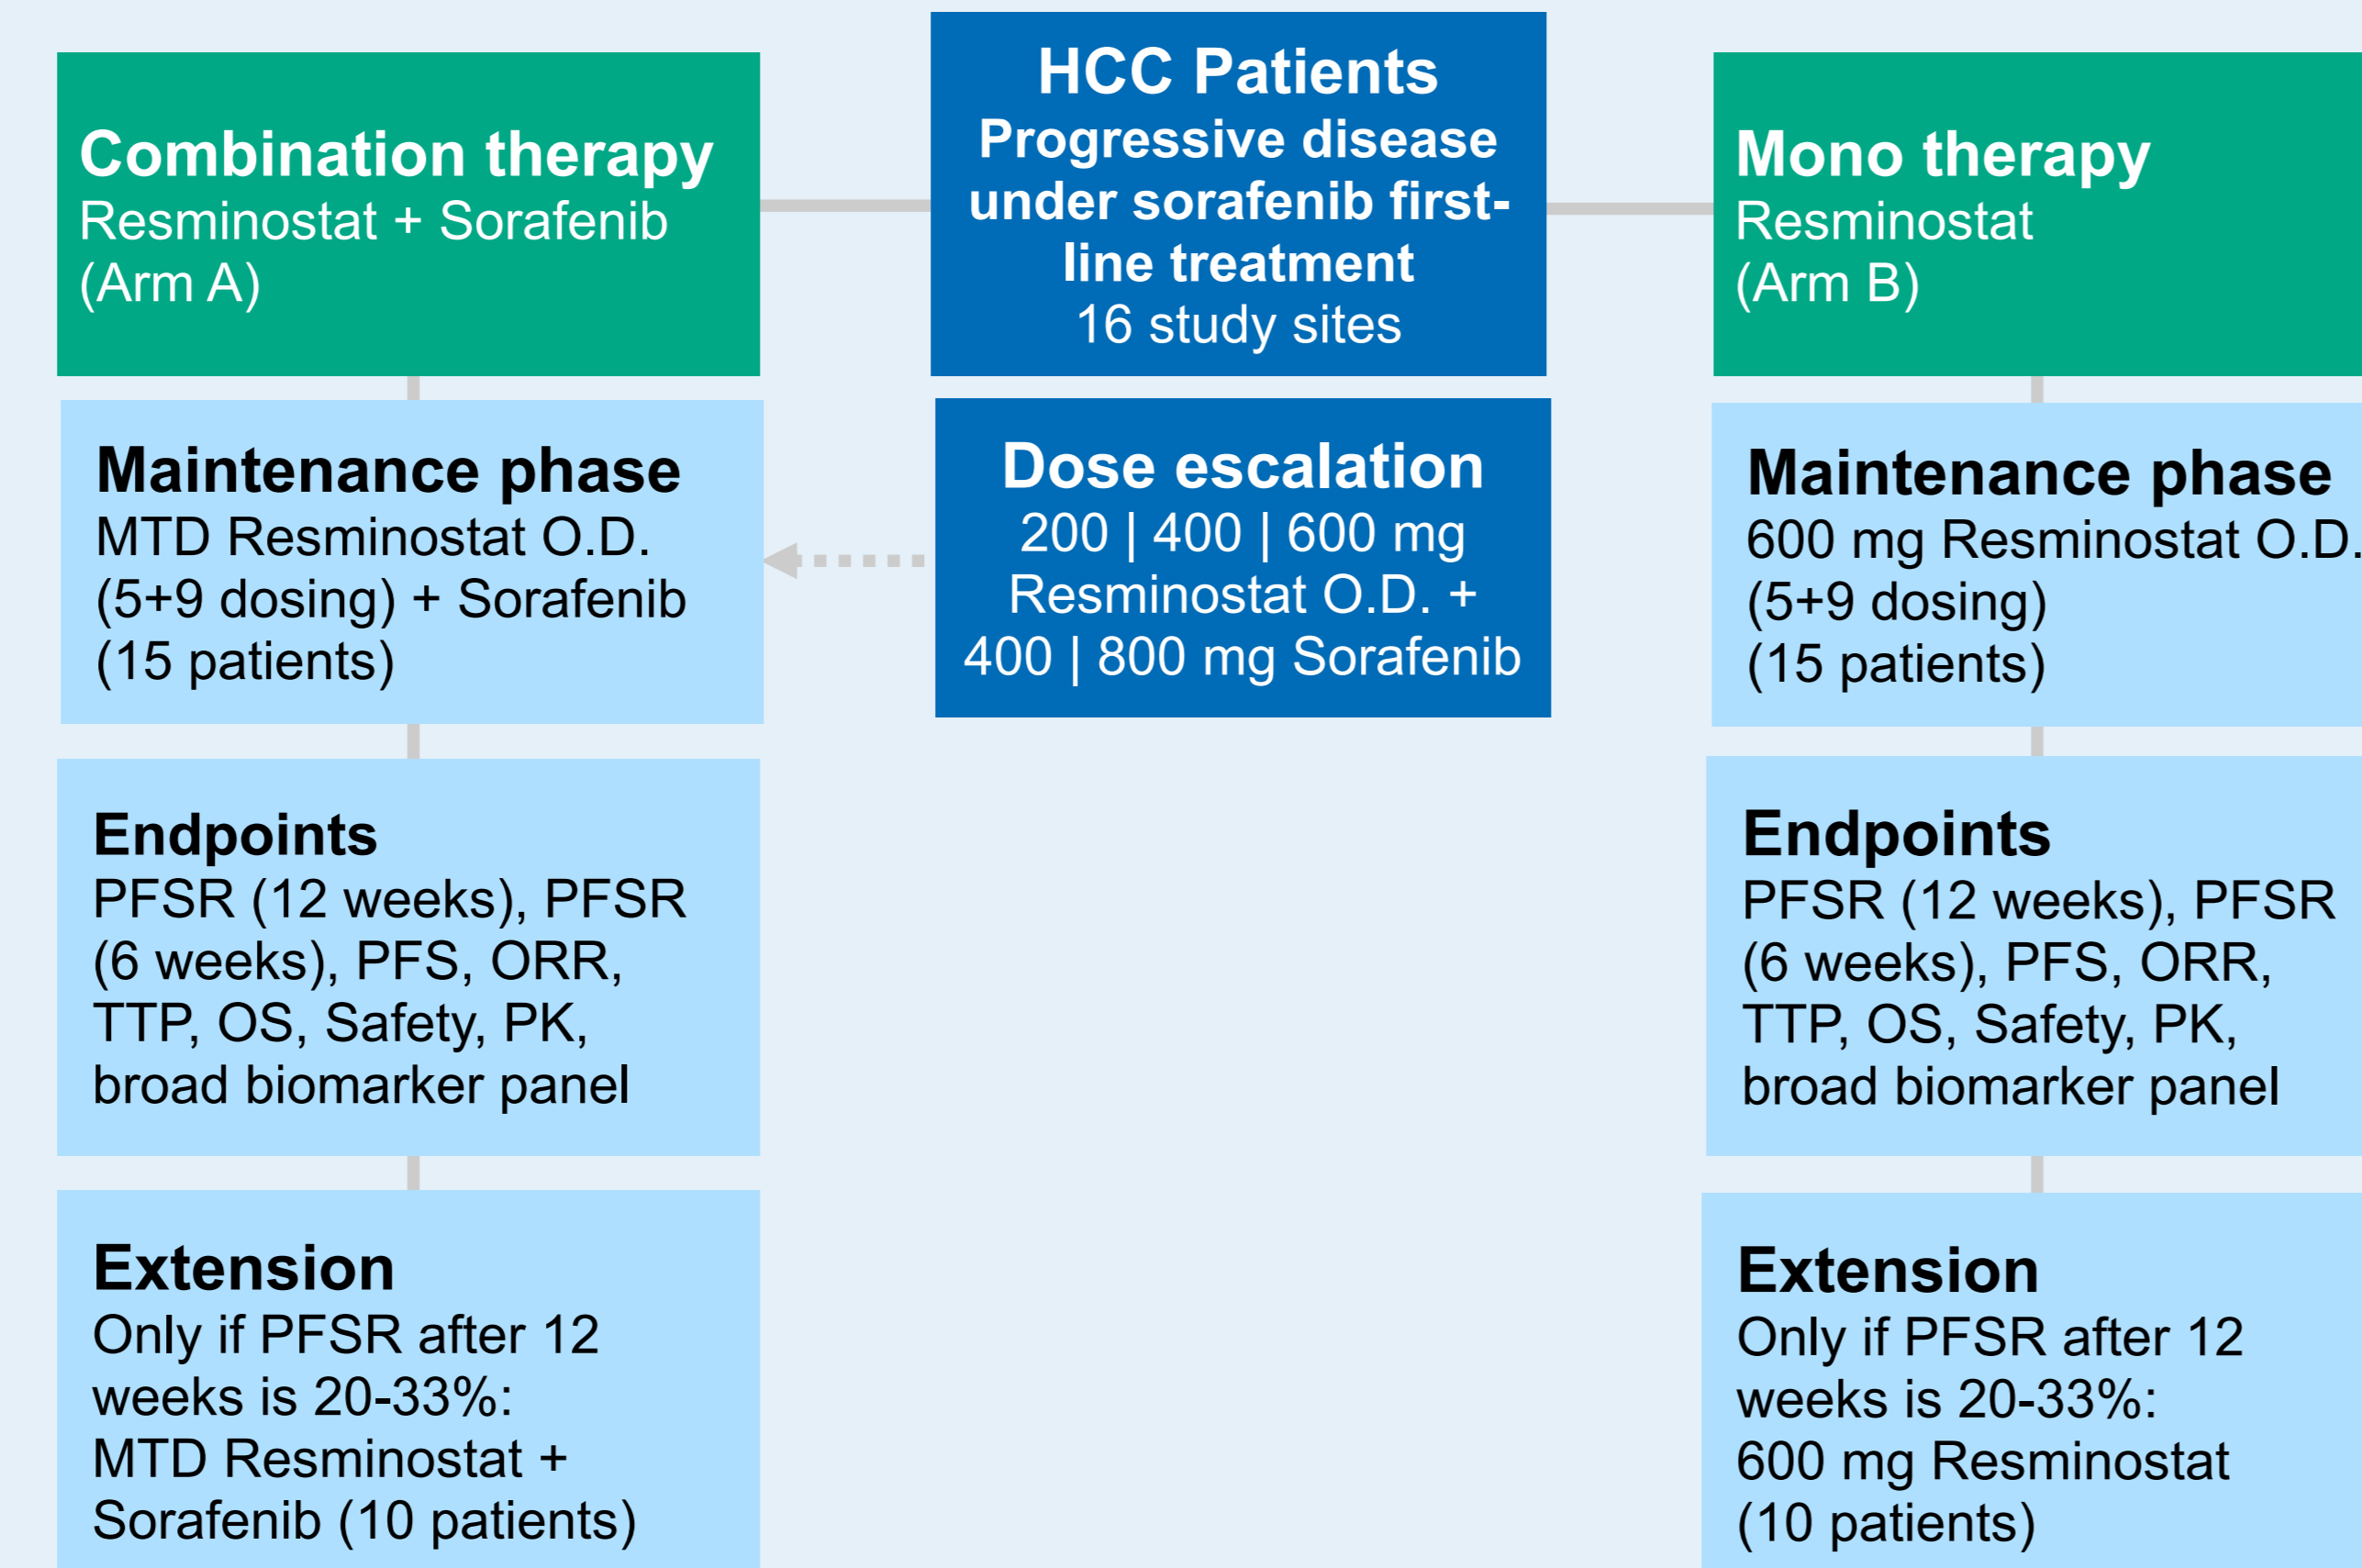 Combination therapy
Resminostat + Sorafenib
(Arm A)
HCC Patients
Progressive disease
under sorafenib first-
line treatment
16 study sites
Mono therapy
Resminostat
(Arm B)
Maintenance phase
MTD Resminostat O.D.
(5+9 dosing) + Sorafenib
(15 patients)
Dose escalation
200 | 400 | 600 mg
Resminostat O.D. +
400 | 800 mg Sorafenib
Maintenance phase
600 mg Resminostat O.D.
(5+9 dosing)
(15 patients)
Endpoints
PFSR (12 weeks), PFSR
(6 weeks), PFS, ORR,
TTP, OS, Safety, PK,
broad biomarker panel
Endpoints
PFSR (12 weeks), PFSR
(6 weeks), PFS, ORR,
TTP, OS, Safety, PK,
broad biomarker panel
Extension
Only if PFSR after 12
weeks is 20-33%:
MTD Resminostat +
Sorafenib (10 patients)
Extension
Only if PFSR after 12
weeks is 20-33%:
600 mg Resminostat
(10 patients)